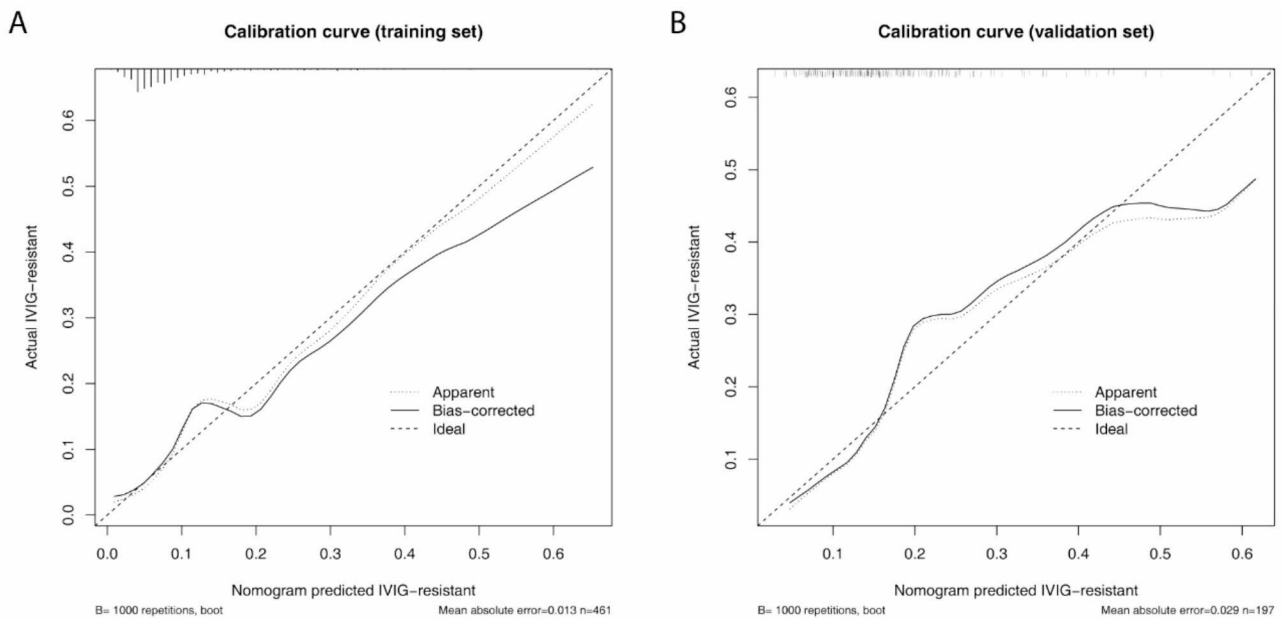 A
Calibration curve (training set)
Actual IVIG-resistant
0.6
0.5
0.4
0.3
0.2
0.1
0.0
Apparent
Bias-corrected
Ideal
0.0 0.1 0.2 0.3 0.4 0.5 0.6
Nomogram predicted IVIG-resistant
B= 1000 repetitions, boot
Mean absolute error=0.013 n=461
B
Calibration curve (validation set)
Actual IVIG-resistant
0.6
0.5
0.4
0.3
0.2
0.1
Apparent
Bias-corrected
Ideal
0.1 0.2 0.3 0.4 0.5 0.6
Nomogram predicted IVIG-resistant
B= 1000 repetitions, boot
Mean absolute error=0.029 n=197